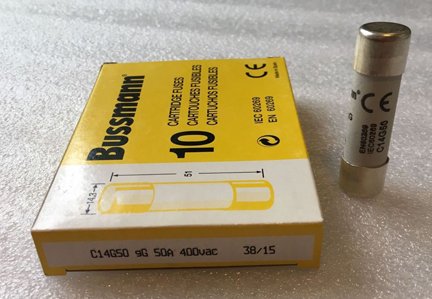 Bussmann®
10
CARTRIDGE FUSES
CARTOUCHES FUSIBLES
CARTUCHOS FUSIBLES
IEC 60269
EN 60269
CE
51
14,3
C14G50 gG 50A 400vac 38/15
CE
G
EN60269
IEC60269
C14G50